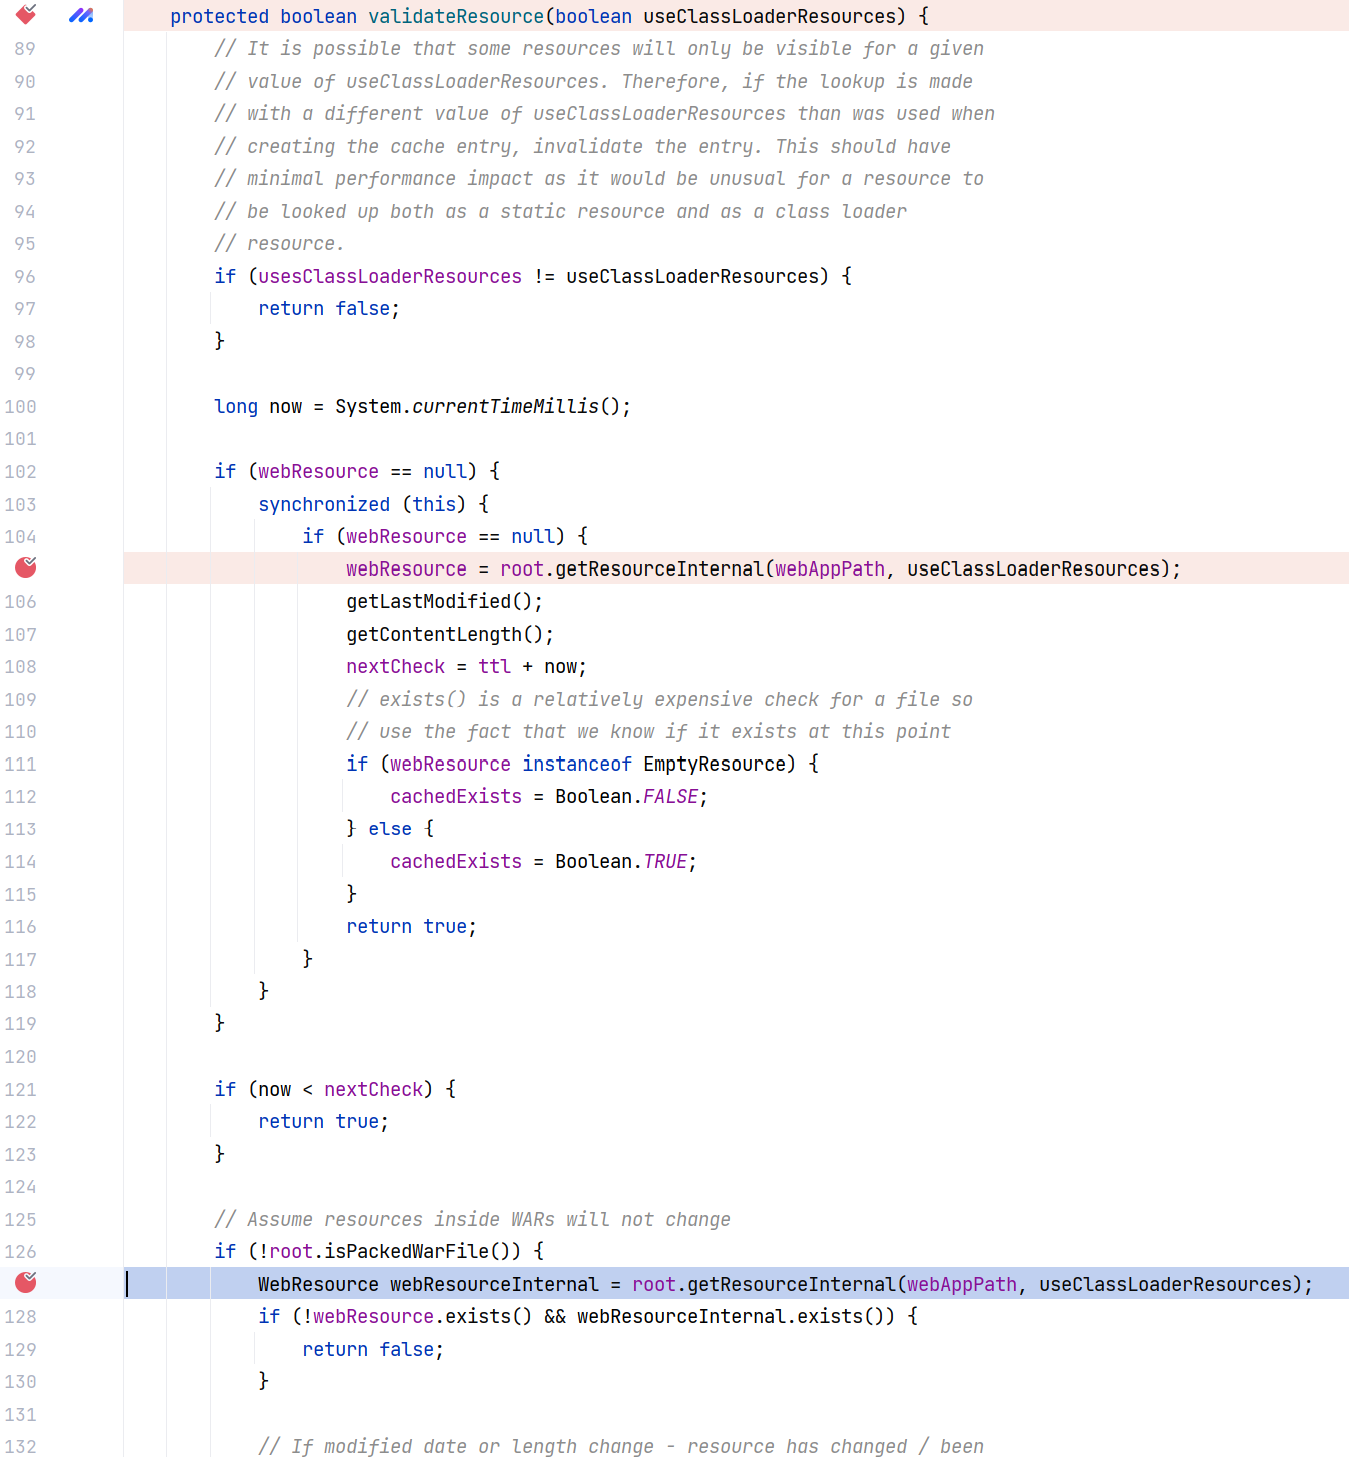 protected boolean validateResource(boolean useClassLoaderResources) {
89 // It is possible that some resources will only be visible for a given
90 // value of useClassLoaderResources. Therefore, if the lookup is made
91 // with a different value of useClassLoaderResources than was used when
92 // creating the cache entry, invalidate the entry. This should have
93 // minimal performance impact as it would be unusual for a resource to
94 // be looked up both as a static resource and as a class loader
95 // resource.
96 if (usesClassLoaderResources != useClassLoaderResources) {
97 return false;
98 }
99
100 long now = System.currentTimeMillis();
101
102 if (webResource == null) {
103 synchronized (this) {
104 if (webResource == null) {
webResource = root.getResourceInternal(webAppPath, useClassLoaderResources);
106 getLastModified();
107 getContentLength();
108 nextCheck = ttl + now;
109 // exists() is a relatively expensive check for a file so
110 // use the fact that we know if it exists at this point
111 if (webResource instanceof EmptyResource) {
112 cachedExists = Boolean.FALSE;
113 } else {
114 cachedExists = Boolean.TRUE;
115 }
116 return true;
117 }
118 }
119 }
120
121 if (now < nextCheck) {
122 return true;
123 }
124
125 // Assume resources inside WARs will not change
126 if (!root.isPackedWarFile()) {
WebResource webResourceInternal = root.getResourceInternal(webAppPath, useClassLoaderResources);
128 if (!webResource.exists() && webResourceInternal.exists()) {
129 return false;
130 }
131
132 // If modified date or length change - resource has changed / been